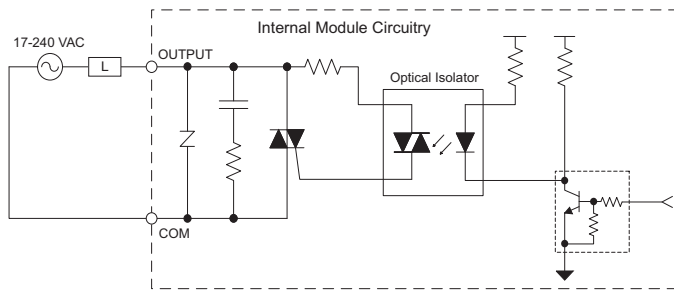 Internal Module Circuitry
17-240 VAC
OUTPUT
L
Optical Isolator
COM